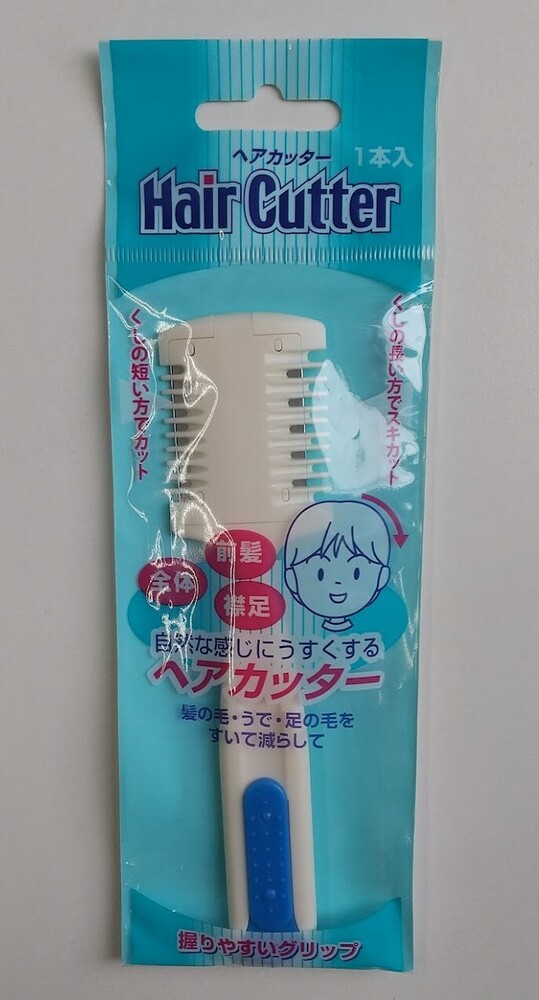 ヘアカッター
1本入
Hair Cutter
くしの短い方でカット
くしの長い方でスキカット
前髪
全体
襟足
自然な感じにうすくする
ヘアカッター
髪の毛・うで・足の毛を
すいて減らして
握りやすいグリップ